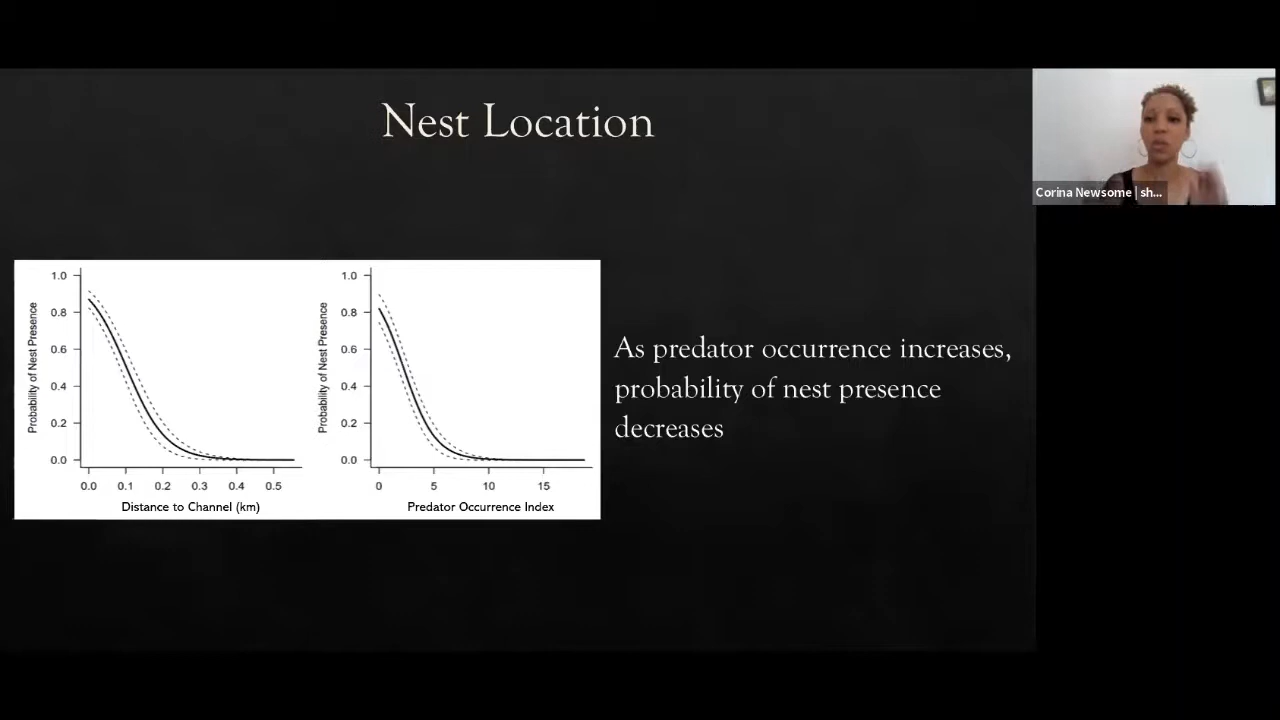 Nest Location
Corina Newsome | sh...
1.0
0.8
0.6
0.4
0.2
0.0
Probability of Nest Presence
0.0 0.1 0.2 0.3 0.4 0.5
Distance to Channel (km)
1.0
0.8
0.6
0.4
0.2
0.0
Probability of Nest Presence
0 5 10 15
Predator Occurrence Index
As predator occurrence increases,
probability of nest presence
decreases